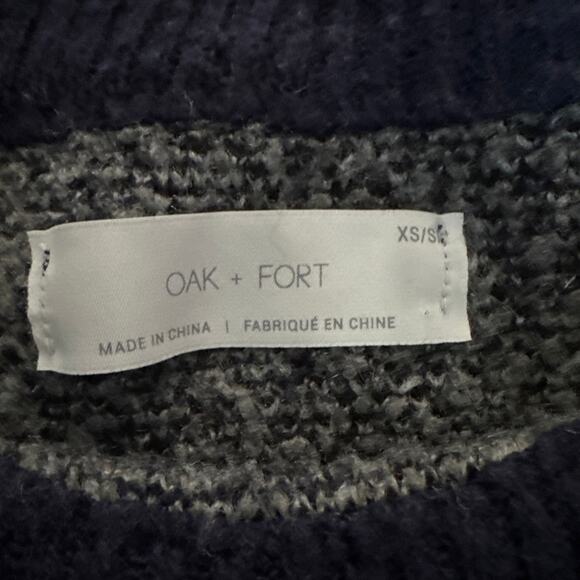 XS/S
OAK + FORT
MADE IN CHINA | FABRIQUÉ EN CHINE